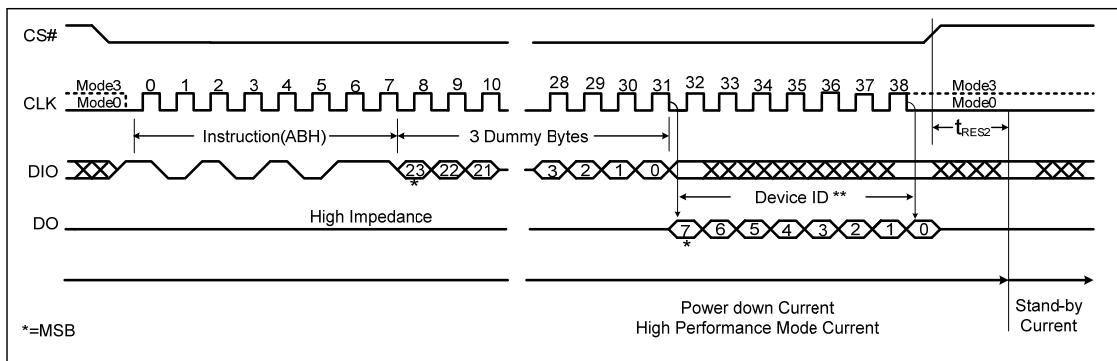 CS#
Mode3 0 1 2 3 4 5 6 7 8 9 10 28 29 30 31 32 33 34 35 36 37 38 Mode3
CLK Mode0 Mode0
Instruction(ABH) 3 Dummy Bytes tRES2
DIO 23 22 21 3 2 1 0
*
Device ID **
High Impedance
DO 7 6 5 4 3 2 1 0
*
Power down Current Stand-by
High Performance Mode Current Current
*=MSB